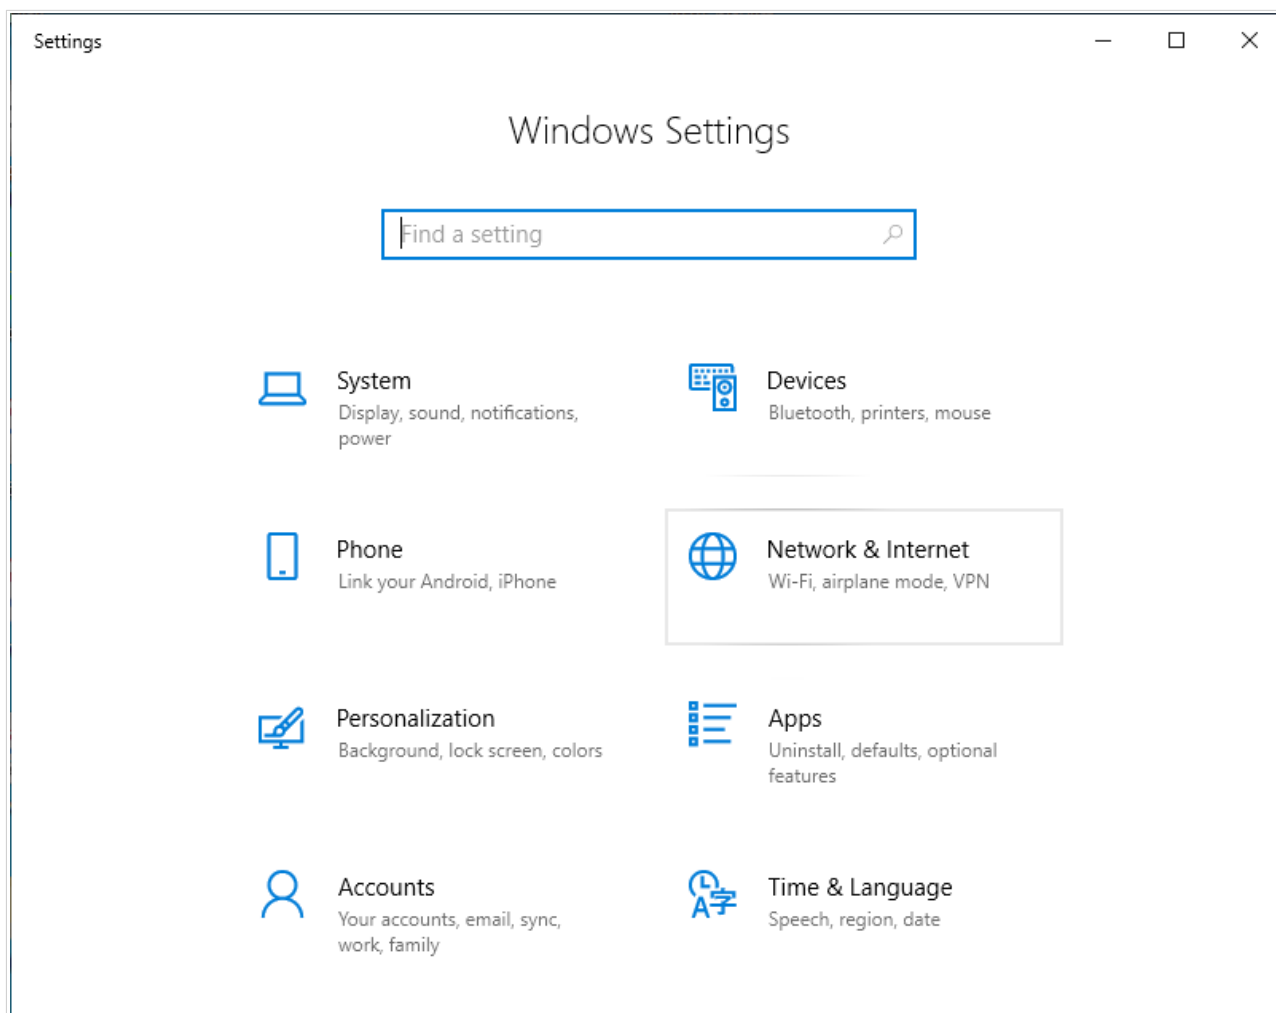 Settings
Windows Settings
Find a setting
System
Display, sound, notifications,
power
Devices
Bluetooth, printers, mouse
Phone
Link your Android, iPhone
Network & Internet
Wi-Fi, airplane mode, VPN
Personalization
Background, lock screen, colors
Apps
Uninstall, defaults, optional
features
Accounts
Your accounts, email, sync,
work, family
Time & Language
Speech, region, date